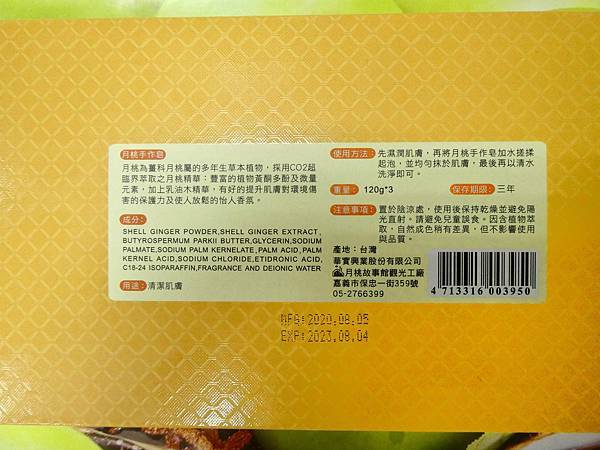 月桃手作皂
月桃為薑科月桃屬的多年生草本植物，採用CO2超
臨界萃取之月桃精華；豐富的植物黃酮多酚及微量
元素，加上乳油木精華，有好的提升肌膚對環境傷
害的保護力及使人放鬆的怡人香氛。
成分：
SHELL GINGER POWDER,SHELL GINGER EXTRACT,
BUTYROSPERMUM PARKII BUTTER,GLYCERIN,SODIUM
PALMATE,SODIUM PALM KERNELATE, PALM ACID,PALM
KERNEL ACID,SODIUM CHLORIDE,ETIDRONIC ACID,
C18-24 ISOPARAFFIN,FRAGRANCE AND DEIONIC WATER
用途：清潔肌膚
使用方法：先濕潤肌膚，再將月桃手作皂加水搓揉
起泡，並均勻抹於肌膚，最後再以清水
洗淨即可。
重量： 120g*3 保存期限：三年
注意事項：置於陰涼處，使用後保持乾燥並避免陽
光直射。請避免兒童誤食。因含植物萃
取，自然成色稍有差異，但不影響使用
與品質。
產地：台灣
華實興業股份有限公司
月桃故事館觀光工廠
嘉義市保忠一街359號
05-2766399
4 713316 003950
MFG:2020.08.05
EXP:2023.08.04